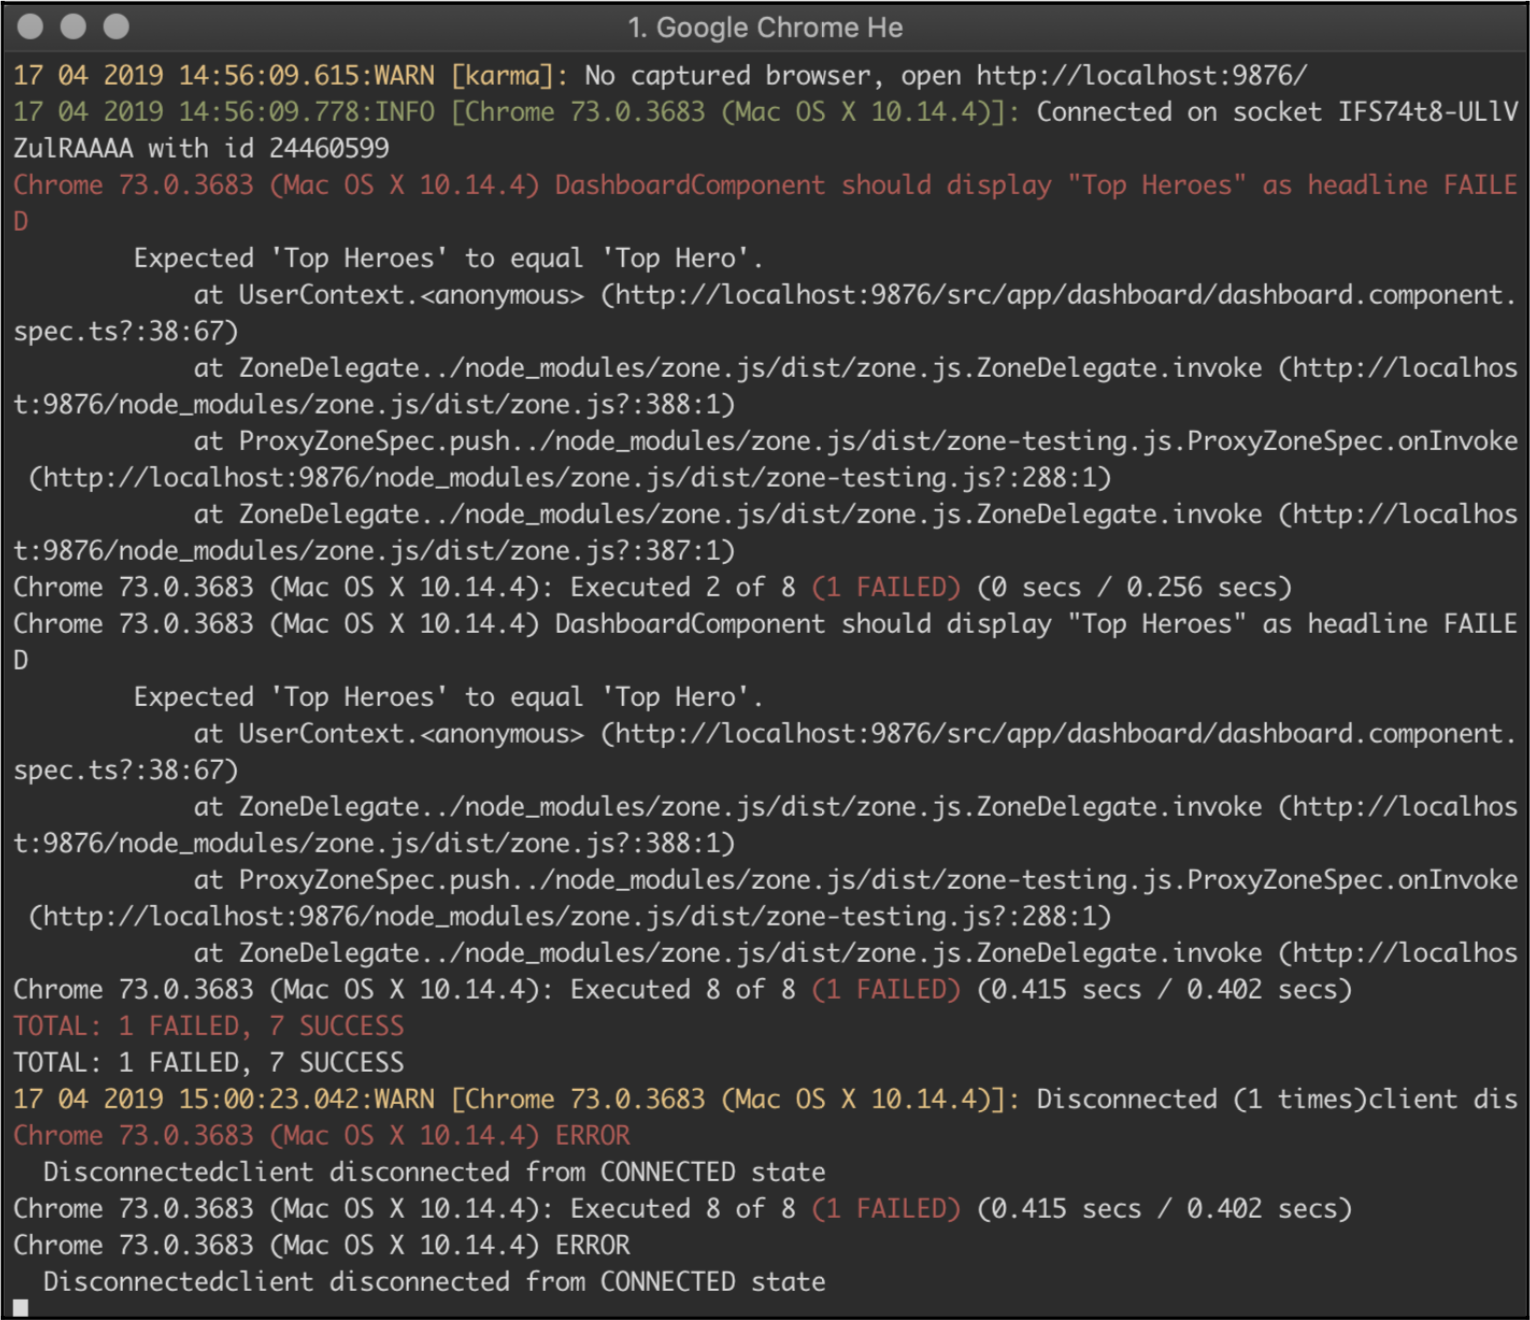 1. Google Chrome He
17 04 2019 14:56:09.615:WARN [karma]: No captured browser, open http://localhost:9876/
17 04 2019 14:56:09.778:INFO [Chrome 73.0.3683 (Mac OS X 10.14.4)]: Connected on socket IFS74t8-ULlV
ZulRAAAA with id 24460599
Chrome 73.0.3683 (Mac OS X 10.14.4) DashboardComponent should display "Top Heroes" as headline FAILE
D
Expected 'Top Heroes' to equal 'Top Hero'.
at UserContext.<anonymous> (http://localhost:9876/src/app/dashboard/dashboard.component.
spec.ts?:38:67)
at ZoneDelegate../node_modules/zone.js/dist/zone.js.ZoneDelegate.invoke (http://localhos
t:9876/node_modules/zone.js/dist/zone.js?:388:1)
at ProxyZoneSpec.push../node_modules/zone.js/dist/zone-testing.js.ProxyZoneSpec.onInvoke
(http://localhost:9876/node_modules/zone.js/dist/zone-testing.js?:288:1)
at ZoneDelegate../node_modules/zone.js/dist/zone.js.ZoneDelegate.invoke (http://localhos
t:9876/node_modules/zone.js/dist/zone.js?:387:1)
Chrome 73.0.3683 (Mac OS X 10.14.4): Executed 2 of 8 (1 FAILED) (0 secs / 0.256 secs)
Chrome 73.0.3683 (Mac OS X 10.14.4) DashboardComponent should display "Top Heroes" as headline FAILE
D
Expected 'Top Heroes' to equal 'Top Hero'.
at UserContext.<anonymous> (http://localhost:9876/src/app/dashboard/dashboard.component.
spec.ts?:38:67)
at ZoneDelegate../node_modules/zone.js/dist/zone.js.ZoneDelegate.invoke (http://localhos
t:9876/node_modules/zone.js/dist/zone.js?:388:1)
at ProxyZoneSpec.push../node_modules/zone.js/dist/zone-testing.js.ProxyZoneSpec.onInvoke
(http://localhost:9876/node_modules/zone.js/dist/zone-testing.js?:288:1)
at ZoneDelegate../node_modules/zone.js/dist/zone.js.ZoneDelegate.invoke (http://localhos
Chrome 73.0.3683 (Mac OS X 10.14.4): Executed 8 of 8 (1 FAILED) (0.415 secs / 0.402 secs)
TOTAL: 1 FAILED, 7 SUCCESS
TOTAL: 1 FAILED, 7 SUCCESS
17 04 2019 15:00:23.042:WARN [Chrome 73.0.3683 (Mac OS X 10.14.4)]: Disconnected (1 times)client dis
Chrome 73.0.3683 (Mac OS X 10.14.4) ERROR
Disconnectedclient disconnected from CONNECTED state
Chrome 73.0.3683 (Mac OS X 10.14.4): Executed 8 of 8 (1 FAILED) (0.415 secs / 0.402 secs)
Chrome 73.0.3683 (Mac OS X 10.14.4) ERROR
Disconnectedclient disconnected from CONNECTED state